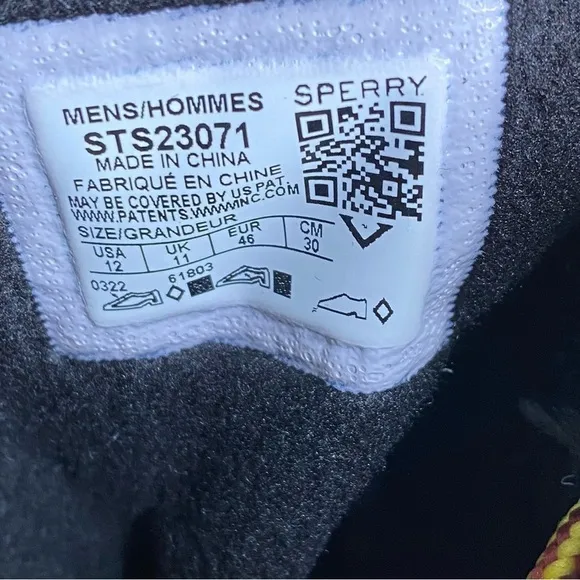 MENS/HOMMES
SPERRY
STS23071
MADE IN CHINA
FABRIQUÉ EN CHINE
MAY BE COVERED BY US PAT
WWW.PATENTS.WWWINC.COM
SIZE/GRANDEUR
USA UK EUR CM
12 11 46 30
0322 61803